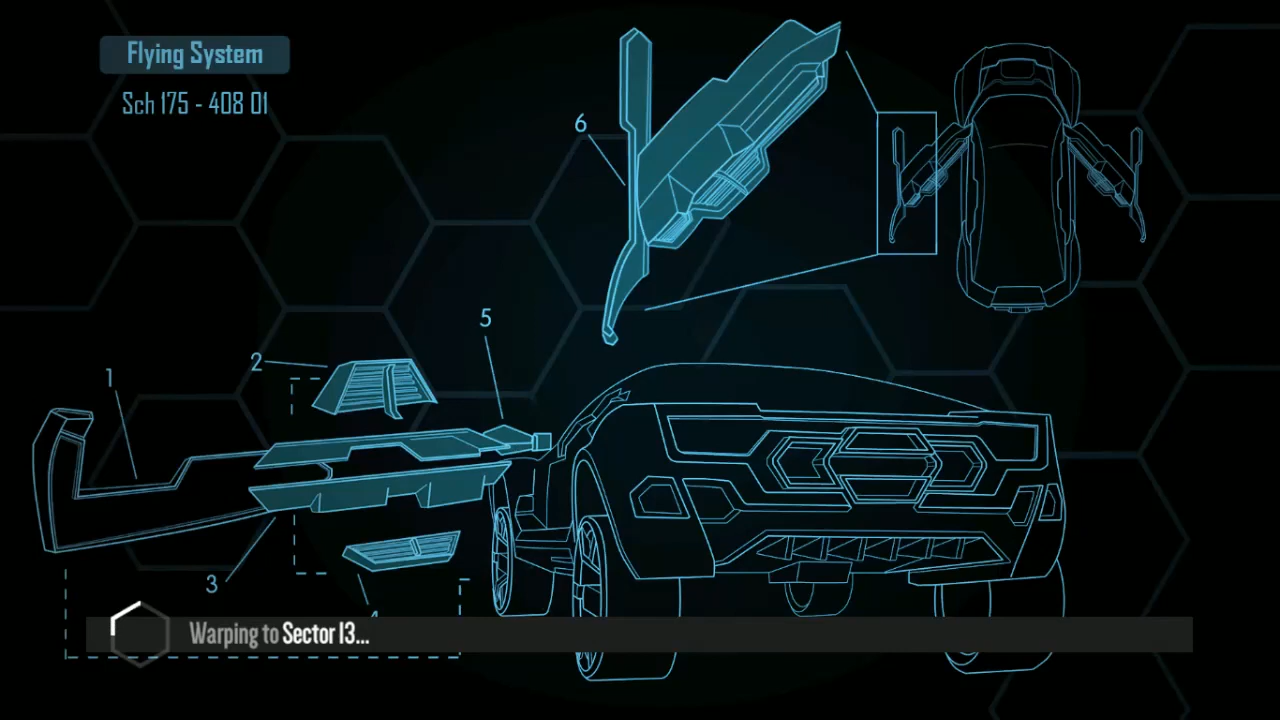 Flying System
Sch 175 - 408 01
6
5
2
1
3
4
Warping to Sector 13...